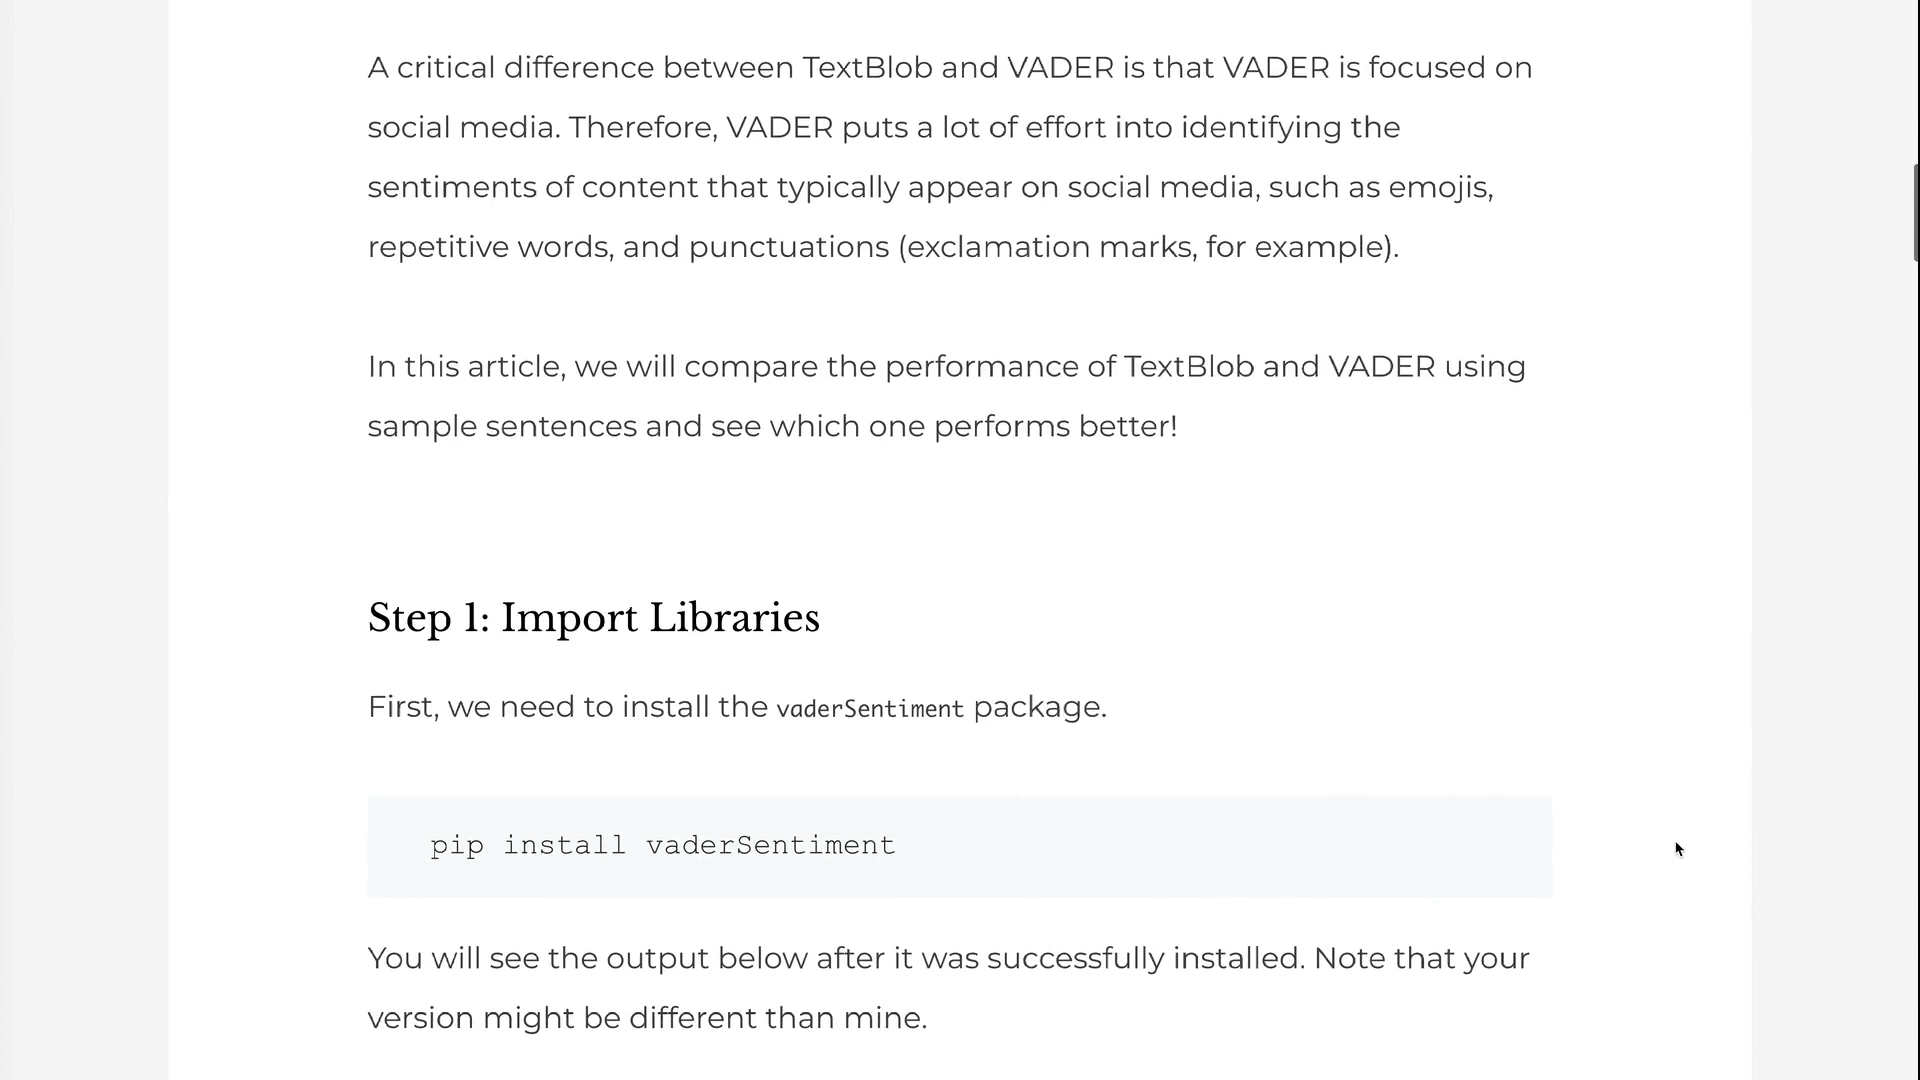 A critical difference between TextBlob and VADER is that VADER is focused on
social media. Therefore, VADER puts a lot of effort into identifying the
sentiments of content that typically appear on social media, such as emojis,
repetitive words, and punctuations (exclamation marks, for example).
In this article, we will compare the performance of TextBlob and VADER using
sample sentences and see which one performs better!
Step 1: Import Libraries
First, we need to install the vaderSentiment package.
pip install vaderSentiment
You will see the output below after it was successfully installed. Note that your
version might be different than mine.